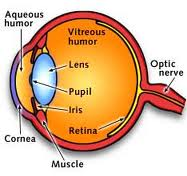 Aqueous
humor
Vitreous
humor
Lens
Optic
nerve
Pupil
Iris
Retina
Cornea
Muscle